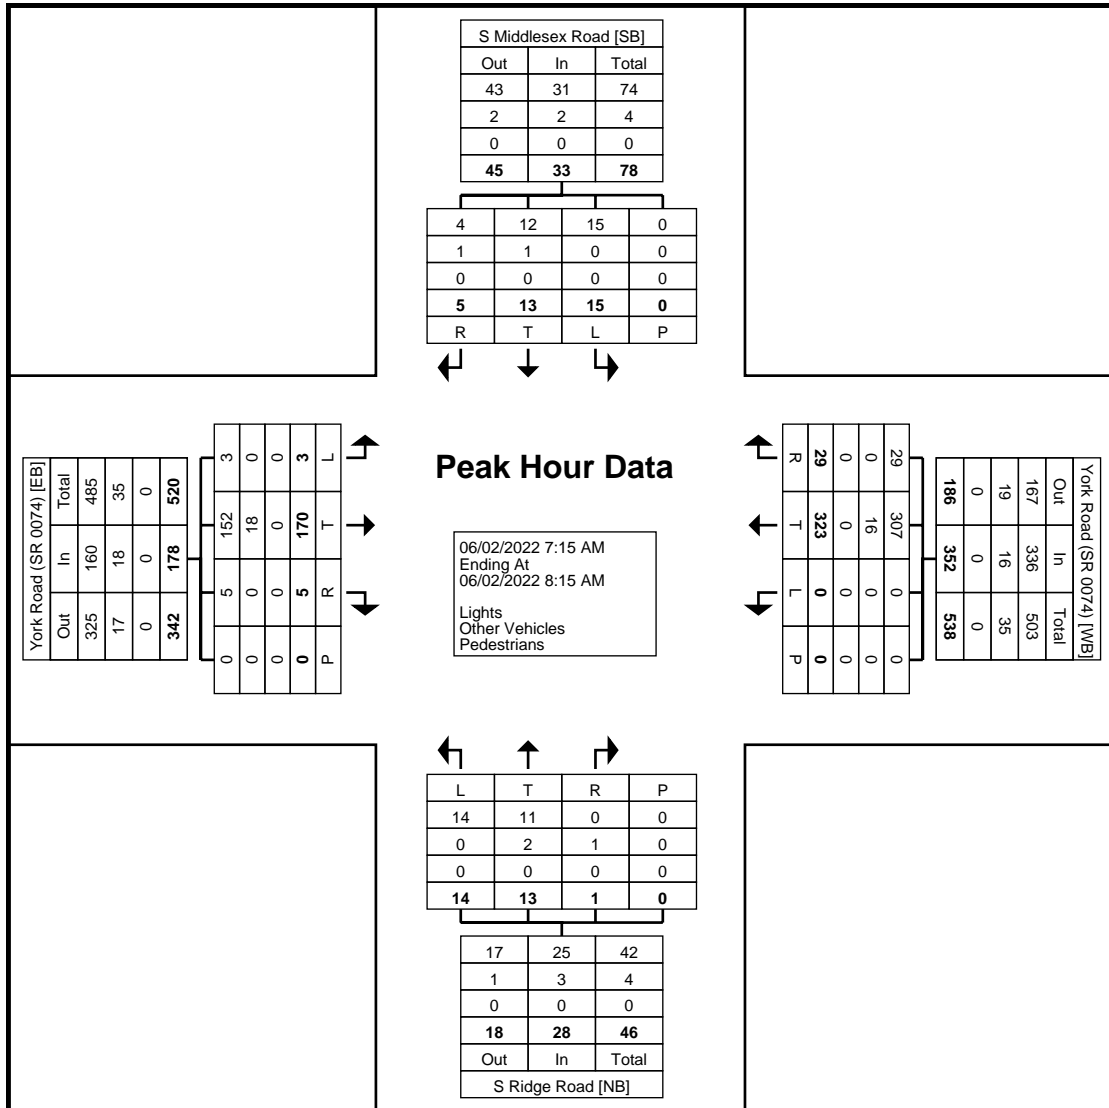 S Middlesex Road [SB]
Out In Total
43 31 74
2 2 4
0 0 0
45 33 78
4 12 15 0
1 1 0 0
0 0 0 0
5 13 15 0
R T L P
York Road (SR 0074) [EB]
Total In Out
485 160 325
35 18 17
0 0 0
520 178 342
3 152 5 0
0 18 0 0
0 0 0 0
3 170 5 0
L T R P
Peak Hour Data
06/02/2022 7:15 AM
Ending At
06/02/2022 8:15 AM
Lights
Other Vehicles
Pedestrians
R T L P
29 323 0 0
0 0 0 0
0 16 0 0
29 307 0 0
York Road (SR 0074) [WB]
Out In Total
167 336 503
19 16 35
0 0 0
186 352 538
L T R P
14 11 0 0
0 2 1 0
0 0 0 0
14 13 1 0
17 25 42
1 3 4
0 0 0
18 28 46
Out In Total
S Ridge Road [NB]